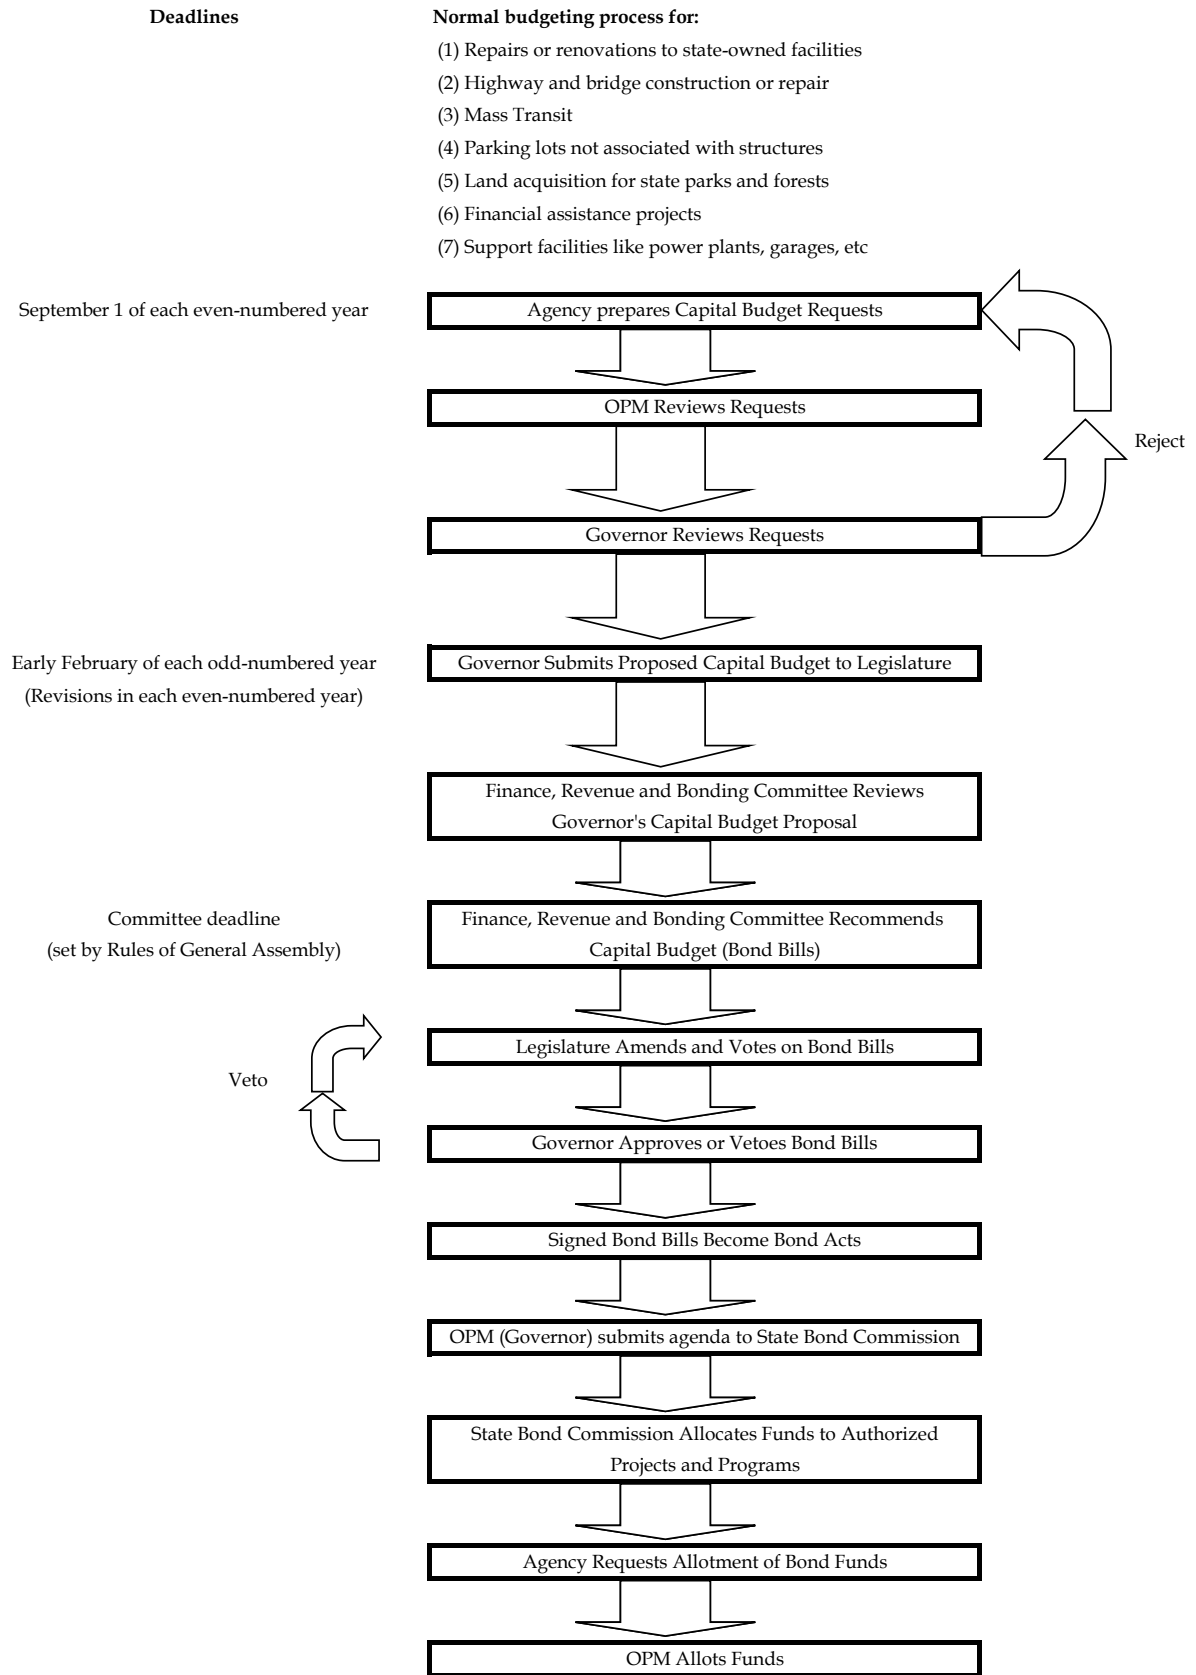 Deadlines
Normal budgeting process for:
(1) Repairs or renovations to state-owned facilities
(2) Highway and bridge construction or repair
(3) Mass Transit
(4) Parking lots not associated with structures
(5) Land acquisition for state parks and forests
(6) Financial assistance projects
(7) Support facilities like power plants, garages, etc
September 1 of each even-numbered year
Agency prepares Capital Budget Requests
OPM Reviews Requests
Reject
Governor Reviews Requests
Early February of each odd-numbered year
(Revisions in each even-numbered year)
Governor Submits Proposed Capital Budget to Legislature
Finance, Revenue and Bonding Committee Reviews
Governor's Capital Budget Proposal
Committee deadline
(set by Rules of General Assembly)
Finance, Revenue and Bonding Committee Recommends
Capital Budget (Bond Bills)
Legislature Amends and Votes on Bond Bills
Veto
Governor Approves or Vetoes Bond Bills
Signed Bond Bills Become Bond Acts
OPM (Governor) submits agenda to State Bond Commission
State Bond Commission Allocates Funds to Authorized
Projects and Programs
Agency Requests Allotment of Bond Funds
OPM Allots Funds